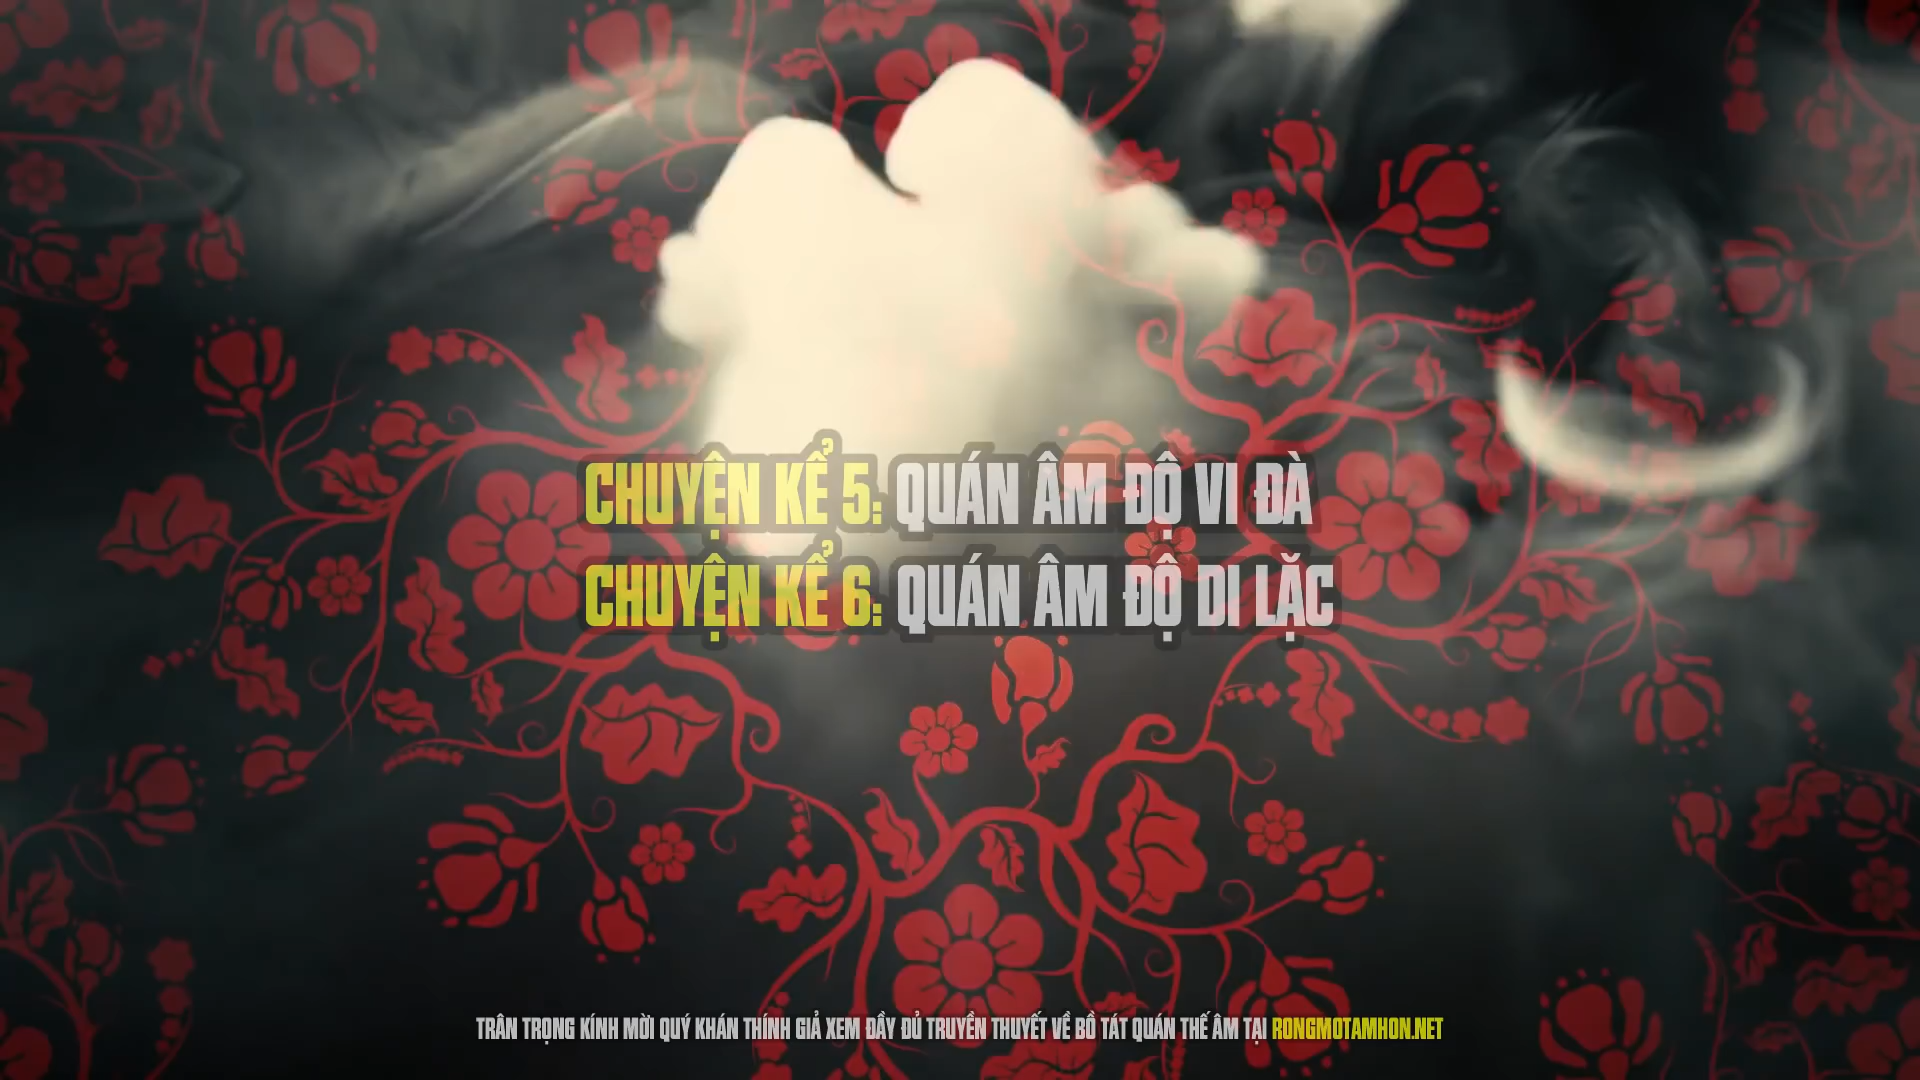 CHUYỆN KỂ 5: QUÁN ÂM ĐỘ VI ĐÀ
CHUYỆN KỂ 6: QUÁN ÂM ĐỘ DI LẶC
TRÂN TRỌNG KÍNH MỜI QUÝ KHÁN THÍNH GIẢ XEM ĐẦY ĐỦ TRUYỀN THUYẾT VỀ BỒ TÁT QUÁN THẾ ÂM TẠI RONGMOTAMHON.NET